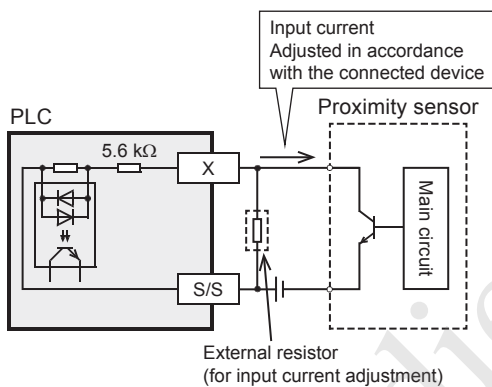 Input current
Adjusted in accordance
with the connected device
PLC
Proximity sensor
5.6 kΩ
X
Main circuit
S/S
External resistor
(for input current adjustment)